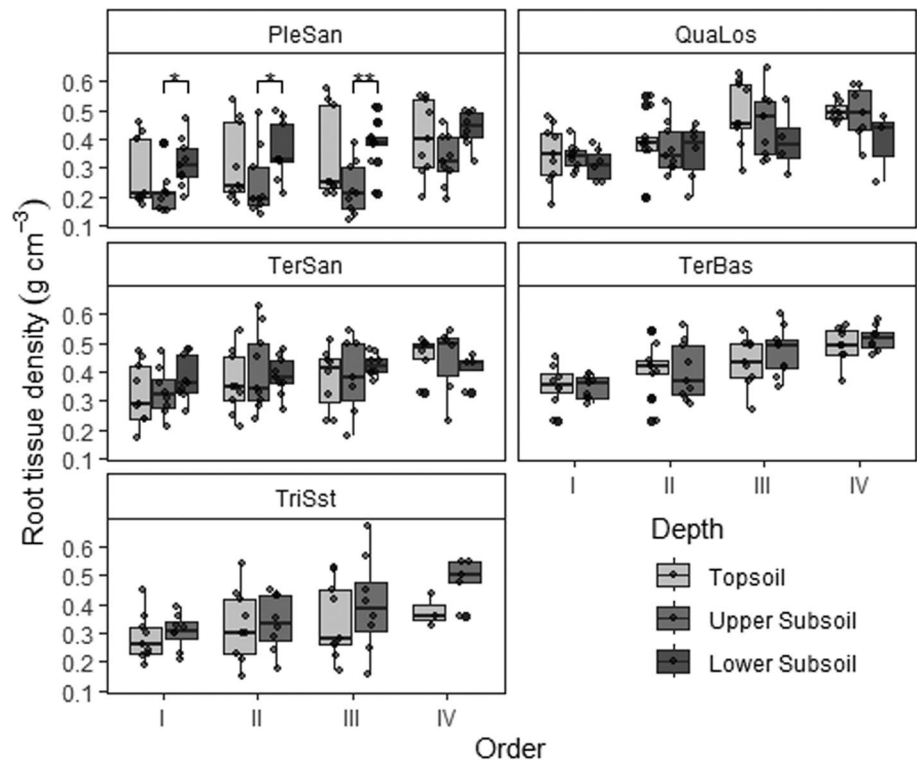 PleSan QuaLos
0.6
0.5
0.4
0.3
0.2
0.1
* * **
TerSan TerBas
0.6
0.5
0.4
0.3
0.2
0.1
I II III IV
TriSst
0.6
0.5
0.4
0.3
0.2
0.1
I II III IV
Root tissue density (g cm⁻³)
Order
Depth
Topsoil
Upper Subsoil
Lower Subsoil